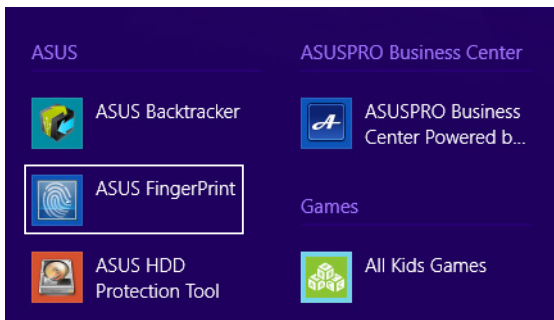 ASUS
ASUS Backtracker
ASUS FingerPrint
ASUS HDD
Protection Tool
ASUSPRO Business Center
ASUSPRO Business
Center Powered b...
Games
All Kids Games